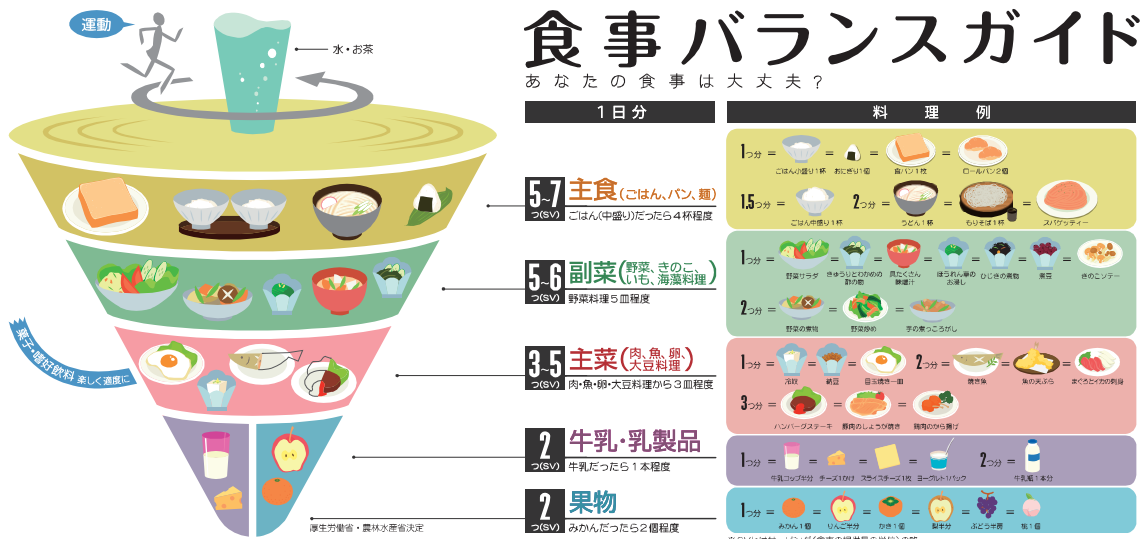 運動
水・お茶
食事バランスガイド
あなたの食事は大丈夫?
1日分
料理例
5~7 つ(SV)
主食(ごはん、パン、麺)
ごはん(中盛り)だったら4杯程度
1つ分 = ごはん小盛り1杯 = おにぎり1個 = 食パン1枚 = ロールパン2個
1.5つ分 = ごはん中盛り1杯 2つ分 = うどん1杯 = もりそば1杯 = スパゲッティー
5~6 つ(SV)
副菜(野菜、きのこ、いも、海藻料理)
野菜料理5皿程度
1つ分 = 野菜サラダ = きゅうりとわかめの酢の物 = 具たくさん味噌汁 = ほうれん草のお浸し = ひじきの煮物 = 煮豆 = きのこソテー
2つ分 = 野菜の煮物 = 野菜炒め = 芋の煮っころがし
菓子・嗜好飲料 楽しく適度に
3~5 つ(SV)
主菜(肉、魚、卵、大豆料理)
肉・魚・卵・大豆料理から3皿程度
1つ分 = 冷奴 = 納豆 = 目玉焼き一皿 2つ分 = 焼き魚 = 魚の天ぷら = まぐろとイカの刺身
3つ分 = ハンバーグステーキ = 豚肉のしょうが焼き = 鶏肉のから揚げ
2 つ(SV)
牛乳・乳製品
牛乳だったら1本程度
1つ分 = 牛乳コップ半分 = チーズ1かけ = スライスチーズ1枚 = ヨーグルト1パック 2つ分 = 牛乳瓶1本分
2 つ(SV)
果物
みかんだったら2個程度
1つ分 = みかん1個 = りんご半分 = かき1個 = 梨半分 = ぶどう半房 = 桃1個
厚生労働省・農林水産省決定